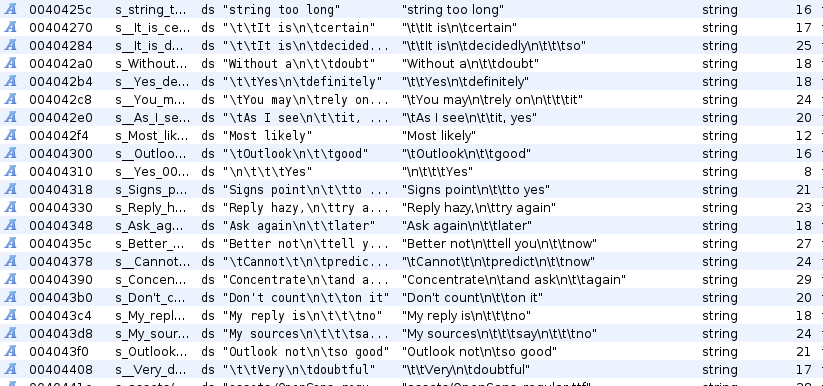 0040425c s_string_t... ds "string too long" "string too long" string 16
00404270 s__It_is_ce... ds "\t\tIt is\n\tcertain" "\t\tIt is\n\tcertain" string 17
00404284 s__It_is_d... ds "\t\tIt is\n\tdecided... "\t\tIt is\n\tdecidedly\n\t\t\tso" string 25
004042a0 s_Without... ds "Without a\n\t\tdoubt" "Without a\n\t\tdoubt" string 18
004042b4 s__Yes_de... ds "\t\tYes\n\tdefinitely" "\t\tYes\n\tdefinitely" string 18
004042c8 s__You_m... ds "\tYou may\n\trely on... "\tYou may\n\trely on\n\t\t\tit" string 24
004042e0 s__As_I_se... ds "\tAs I see\n\t\tit, ... "\tAs I see\n\t\tit, yes" string 20
004042f4 s_Most_lik... ds "Most likely" "Most likely" string 12
00404300 s__Outloo... ds "\tOutlook\n\t\tgood" "\tOutlook\n\t\tgood" string 16
00404310 s__Yes_00... ds "\n\t\t\tYes" "\n\t\t\tYes" string 8
00404318 s_Signs_p... ds "Signs point\n\t\tto ... "Signs point\n\t\tto yes" string 21
00404330 s_Reply_h... ds "Reply hazy,\n\ttry a... "Reply hazy,\n\ttry again" string 23
00404348 s_Ask_ag... ds "Ask again\n\t\tlater" "Ask again\n\t\tlater" string 18
0040435c s_Better_... ds "Better not\n\ttell y... "Better not\n\ttell you\n\t\tnow" string 27
00404378 s__Cannot... ds "\tCannot\t\n\tpredic... "\tCannot\t\n\tpredict\n\t\tnow" string 24
00404390 s_Concen... ds "Concentrate\n\tand a... "Concentrate\n\tand ask\n\t\tagain" string 29
004043b0 s_Don't_c... ds "Don't count\n\t\ton it" "Don't count\n\t\ton it" string 20
004043c4 s_My_repl... ds "My reply is\n\t\t\tno" "My reply is\n\t\t\tno" string 18
004043d8 s_My_sour... ds "My sources\n\t\t\tsa... "My sources\n\t\t\tsay\n\t\t\tno" string 24
004043f0 s_Outlook... ds "Outlook not\n\tso good" "Outlook not\n\tso good" string 21
00404408 s__Very_d... ds "\t\tVery\n\tdoubtful" "\t\tVery\n\tdoubtful" string 17